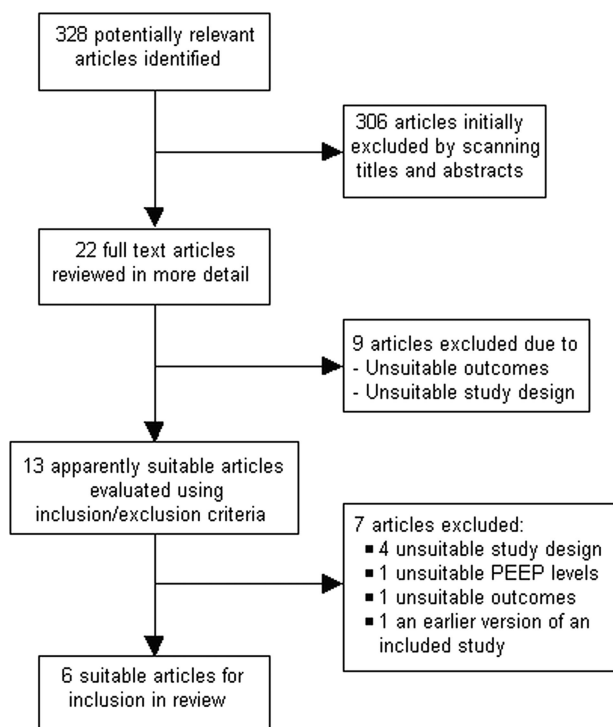 328 potentially relevant
articles identified
306 articles initially
excluded by scanning
titles and abstracts
22 full text articles
reviewed in more detail
9 articles excluded due to
- Unsuitable outcomes
- Unsuitable study design
13 apparently suitable articles
evaluated using
inclusion/exclusion criteria
7 articles excluded:
▪ 4 unsuitable study design
▪ 1 unsuitable PEEP levels
▪ 1 unsuitable outcomes
▪ 1 an earlier version of an
included study
6 suitable articles for
inclusion in review